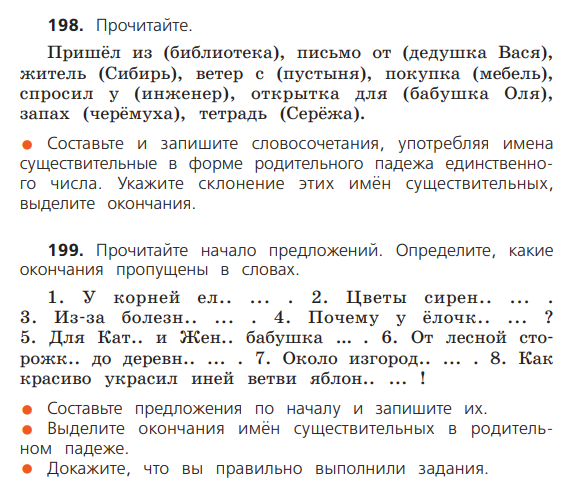 198. Прочитайте.
Пришёл из (библиотека), письмо от (дедушка Вася),
житель (Сибирь), ветер с (пустыня), покупка (мебель),
спросил у (инженер), открытка для (бабушка Оля),
запах (черёмуха), тетрадь (Серёжа).
● Составьте и запишите словосочетания, употребляя имена
существительные в форме родительного падежа единственно-
го числа. Укажите склонение этих имён существительных,
выделите окончания.
199. Прочитайте начало предложений. Определите, какие
окончания пропущены в словах.
1. У корней ел.. ... . 2. Цветы сирен.. ... .
3. Из-за болезн.. ... . 4. Почему у ёлочк.. ... ?
5. Для Кат.. и Жен.. бабушка ... . 6. От лесной сто-
рожк.. до деревн.. ... . 7. Около изгород.. ... . 8. Как
красиво украсил иней ветви яблон.. ... !
● Составьте предложения по началу и запишите их.
● Выделите окончания имён существительных в родитель-
ном падеже.
● Докажите, что вы правильно выполнили задания.